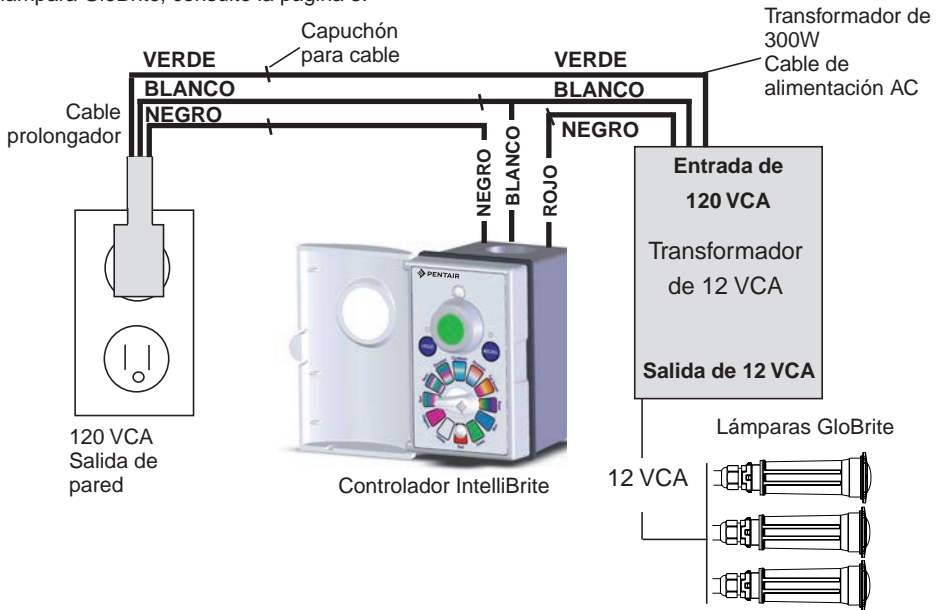 lámpara GloBrite, consulte la página 3.
Transformador de
300W
Cable de
alimentación AC
Capuchón
para cable
VERDE
VERDE
BLANCO
BLANCO
Cable
prolongador
NEGRO
NEGRO
NEGRO
BLANCO
ROJO
Entrada de
120 VCA
Transformador
de 12 VCA
Salida de 12 VCA
PENTAIR
120 VCA
Salida de
pared
Controlador IntelliBrite
12 VCA
Lámparas GloBrite